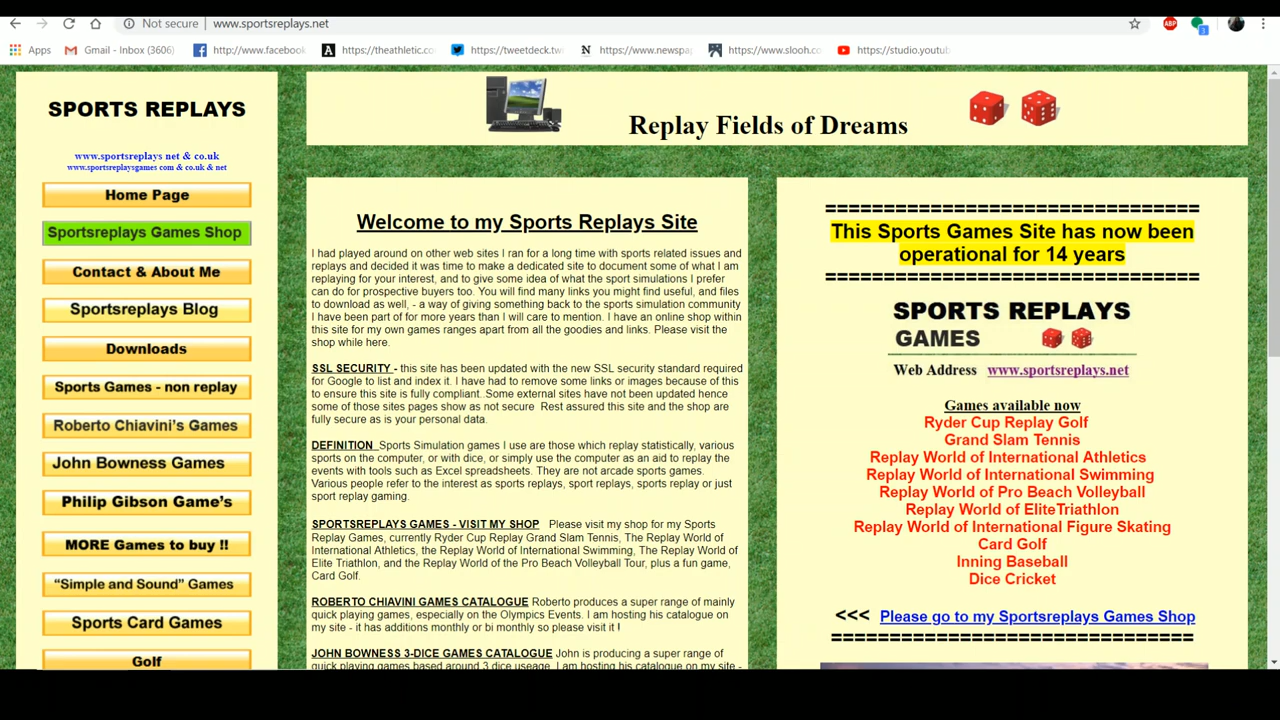 Not secure
www.sportsreplays.net
ABP
Apps
Gmail - Inbox (3606)
http://www.facebook
https://theathletic.co
https://tweetdeck.tw
https://www.newspa
https://www.slooh.c
https://studio.youtub
SPORTS REPLAYS
www.sportsreplays net & co.uk
www.sportsreplaysgames com & co.uk & net
Home Page
Sportsreplays Games Shop
Contact & About Me
Sportsreplays Blog
Downloads
Sports Games - non replay
Roberto Chiavini's Games
John Bowness Games
Philip Gibson Game's
MORE Games to buy !!
“Simple and Sound” Games
Sports Card Games
Golf
Replay Fields of Dreams
Welcome to my Sports Replays Site
I had played around on other web sites I ran for a long time with sports related issues and
replays and decided it was time to make a dedicated site to document some of what I am
replaying for your interest, and to give some idea of what the sport simulations I prefer
can do for prospective buyers too. You will find many links you might find useful, and files
to download as well, - a way of giving something back to the sports simulation community
I have been part of for more years than I will care to mention. I have an online shop within
this site for my own games ranges apart from all the goodies and links. Please visit the
shop while here.
SSL SECURITY - this site has been updated with the new SSL security standard required
for Google to list and index it. I have had to remove some links or images because of this
to ensure this site is fully compliant..Some external sites have not been updated hence
some of those sites pages show as not secure Rest assured this site and the shop are
fully secure as is your personal data.
DEFINITION Sports Simulation games I use are those which replay statistically, various
sports on the computer, or with dice, or simply use the computer as an aid to replay the
events with tools such as Excel spreadsheets. They are not arcade sports games.
Various people refer to the interest as sports replays, sport replays, sports replay or just
sport replay gaming.
SPORTSREPLAYS GAMES - VISIT MY SHOP Please visit my shop for my Sports
Replay Games, currently Ryder Cup Replay Grand Slam Tennis, The Replay World of
International Athletics, the Replay World of International Swimming, The Replay World of
Elite Triathlon, and the Replay World of the Pro Beach Volleyball Tour, plus a fun game,
Card Golf.
ROBERTO CHIAVINI GAMES CATALOGUE Roberto produces a super range of mainly
quick playing games, especially on the Olympics Events. I am hosting his catalogue on
my site - it has additions monthly or bi monthly so please visit it !
JOHN BOWNESS 3-DICE GAMES CATALOGUE John is producing a super range of
quick playing games based around 3 dice useage. I am hosting his catalogue on my site -
==============================
This Sports Games Site has now been
operational for 14 years
==============================
SPORTS REPLAYS
GAMES
Web Address www.sportsreplays.net
Games available now
Ryder Cup Replay Golf
Grand Slam Tennis
Replay World of International Athletics
Replay World of International Swimming
Replay World of Pro Beach Volleyball
Replay World of EliteTriathlon
Replay World of International Figure Skating
Card Golf
Inning Baseball
Dice Cricket
<<< Please go to my Sportsreplays Games Shop
=============================